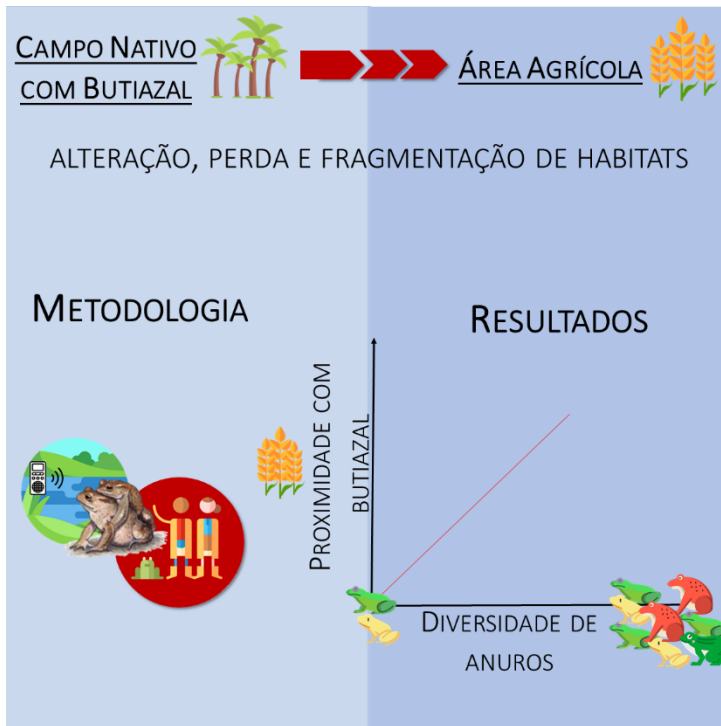 CAMPO NATIVO
COM BUTIAZAL
ÁREA AGRÍCOLA
ALTERAÇÃO, PERDA E FRAGMENTAÇÃO DE HABITATS
METODOLOGIA
RESULTADOS
PROXIMIDADE COM
BUTIAZAL
DIVERSIDADE DE
ANUROS